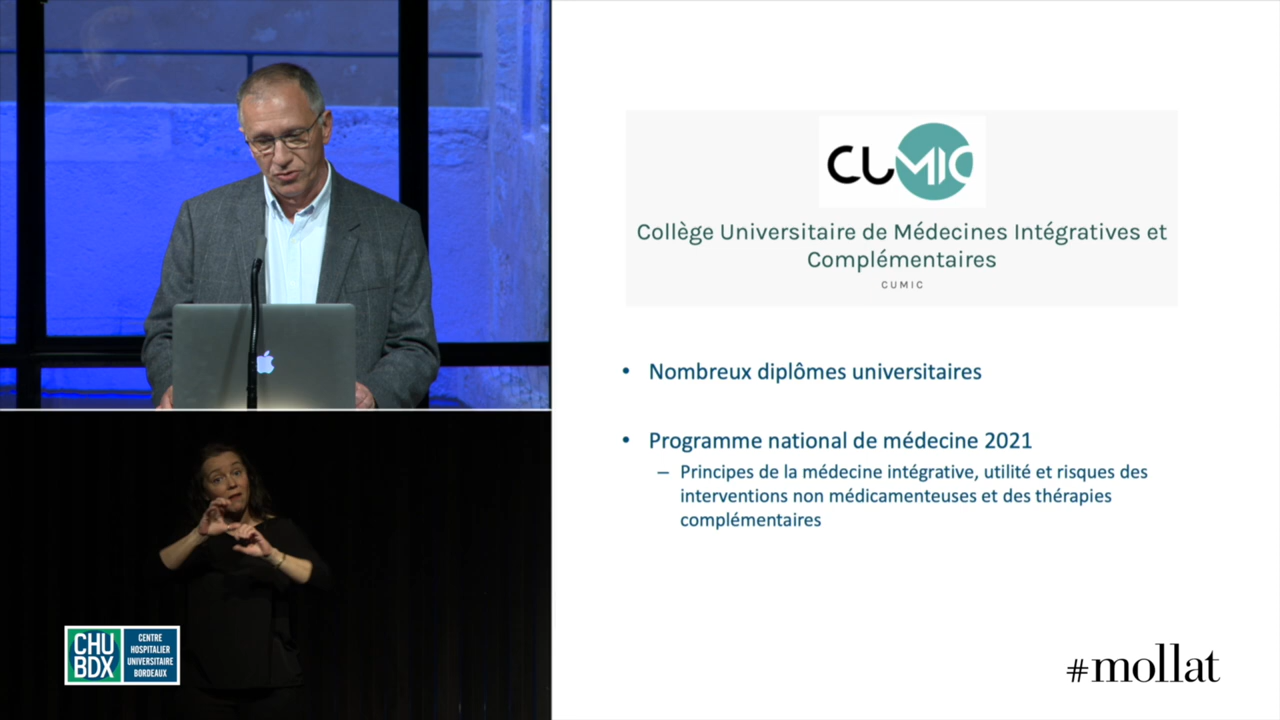 CUMIC
Collège Universitaire de Médecines Intégratives et
Complémentaires
CUMIC
• Nombreux diplômes universitaires
• Programme national de médecine 2021
– Principes de la médecine intégrative, utilité et risques des
interventions non médicamenteuses et des thérapies
complémentaires
CHU
BDX
CENTRE
HOSPITALIER
UNIVERSITAIRE
BORDEAUX
#mollat